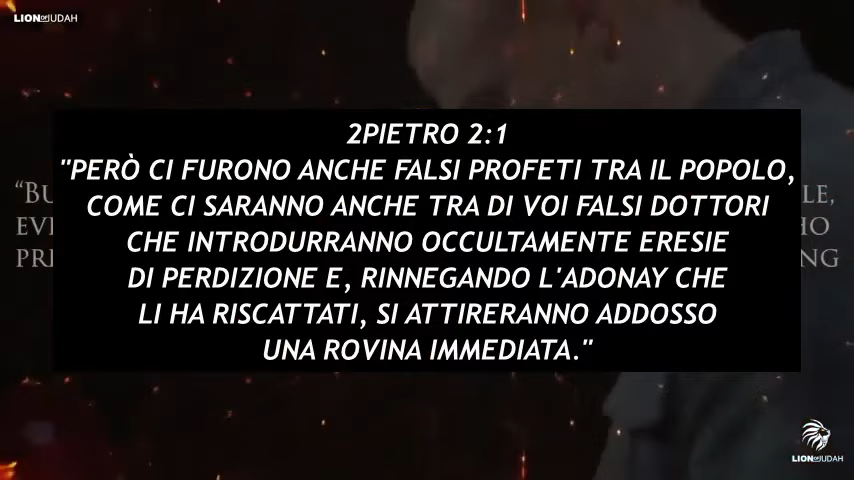 LION OF JUDAH
2PIETRO 2:1
"PERÒ CI FURONO ANCHE FALSI PROFETI TRA IL POPOLO,
COME CI SARANNO ANCHE TRA DI VOI FALSI DOTTORI
CHE INTRODURRANNO OCCULTAMENTE ERESIE
DI PERDIZIONE E, RINNEGANDO L'ADONAY CHE
LI HA RISCATTATI, SI ATTIRERANNO ADDOSSO
UNA ROVINA IMMEDIATA."
LION OF JUDAH